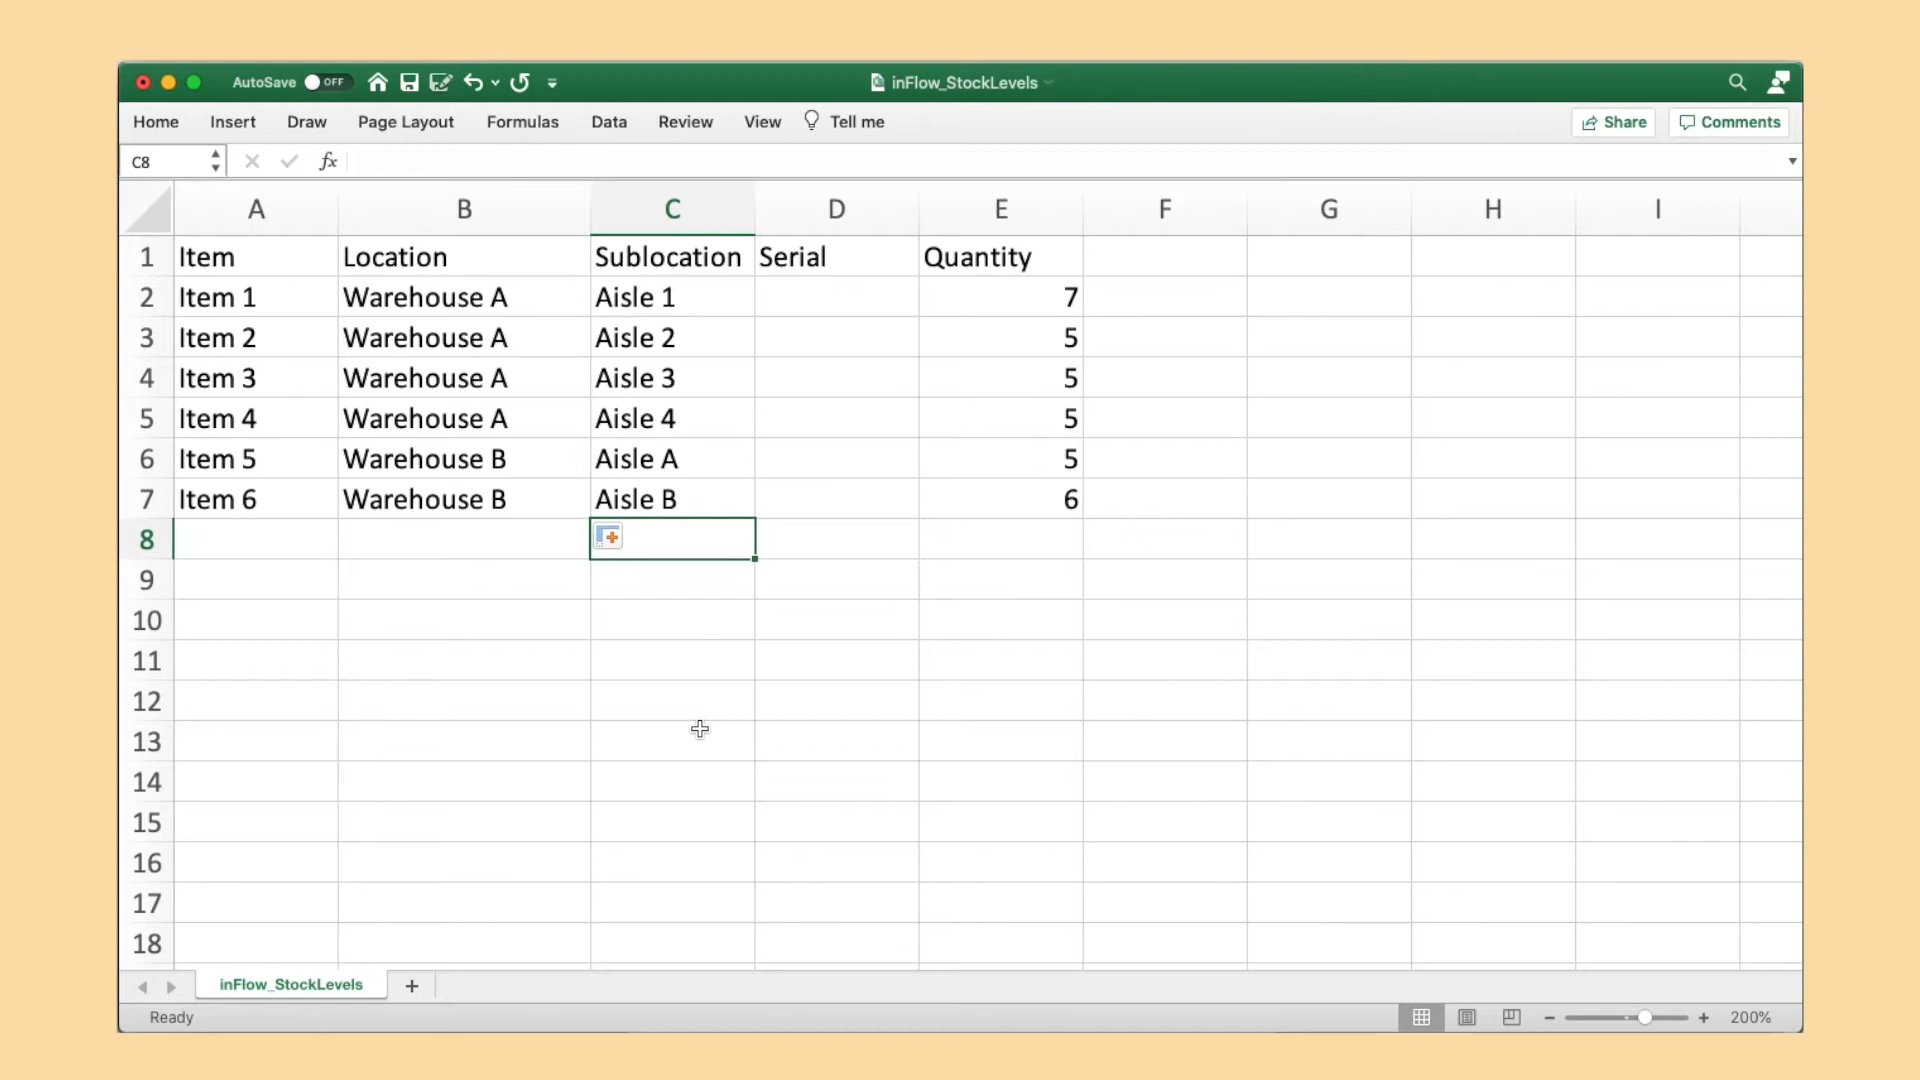 AutoSave OFF inFlow_StockLevels
Home Insert Draw Page Layout Formulas Data Review View Tell me Share Comments
C8 fx
A B C D E F G H I
1 Item Location Sublocation Serial Quantity
2 Item 1 Warehouse A Aisle 1 7
3 Item 2 Warehouse A Aisle 2 5
4 Item 3 Warehouse A Aisle 3 5
5 Item 4 Warehouse A Aisle 4 5
6 Item 5 Warehouse B Aisle A 5
7 Item 6 Warehouse B Aisle B 6
8
9
10
11
12
13
14
15
16
17
18
inFlow_StockLevels +
Ready 200%